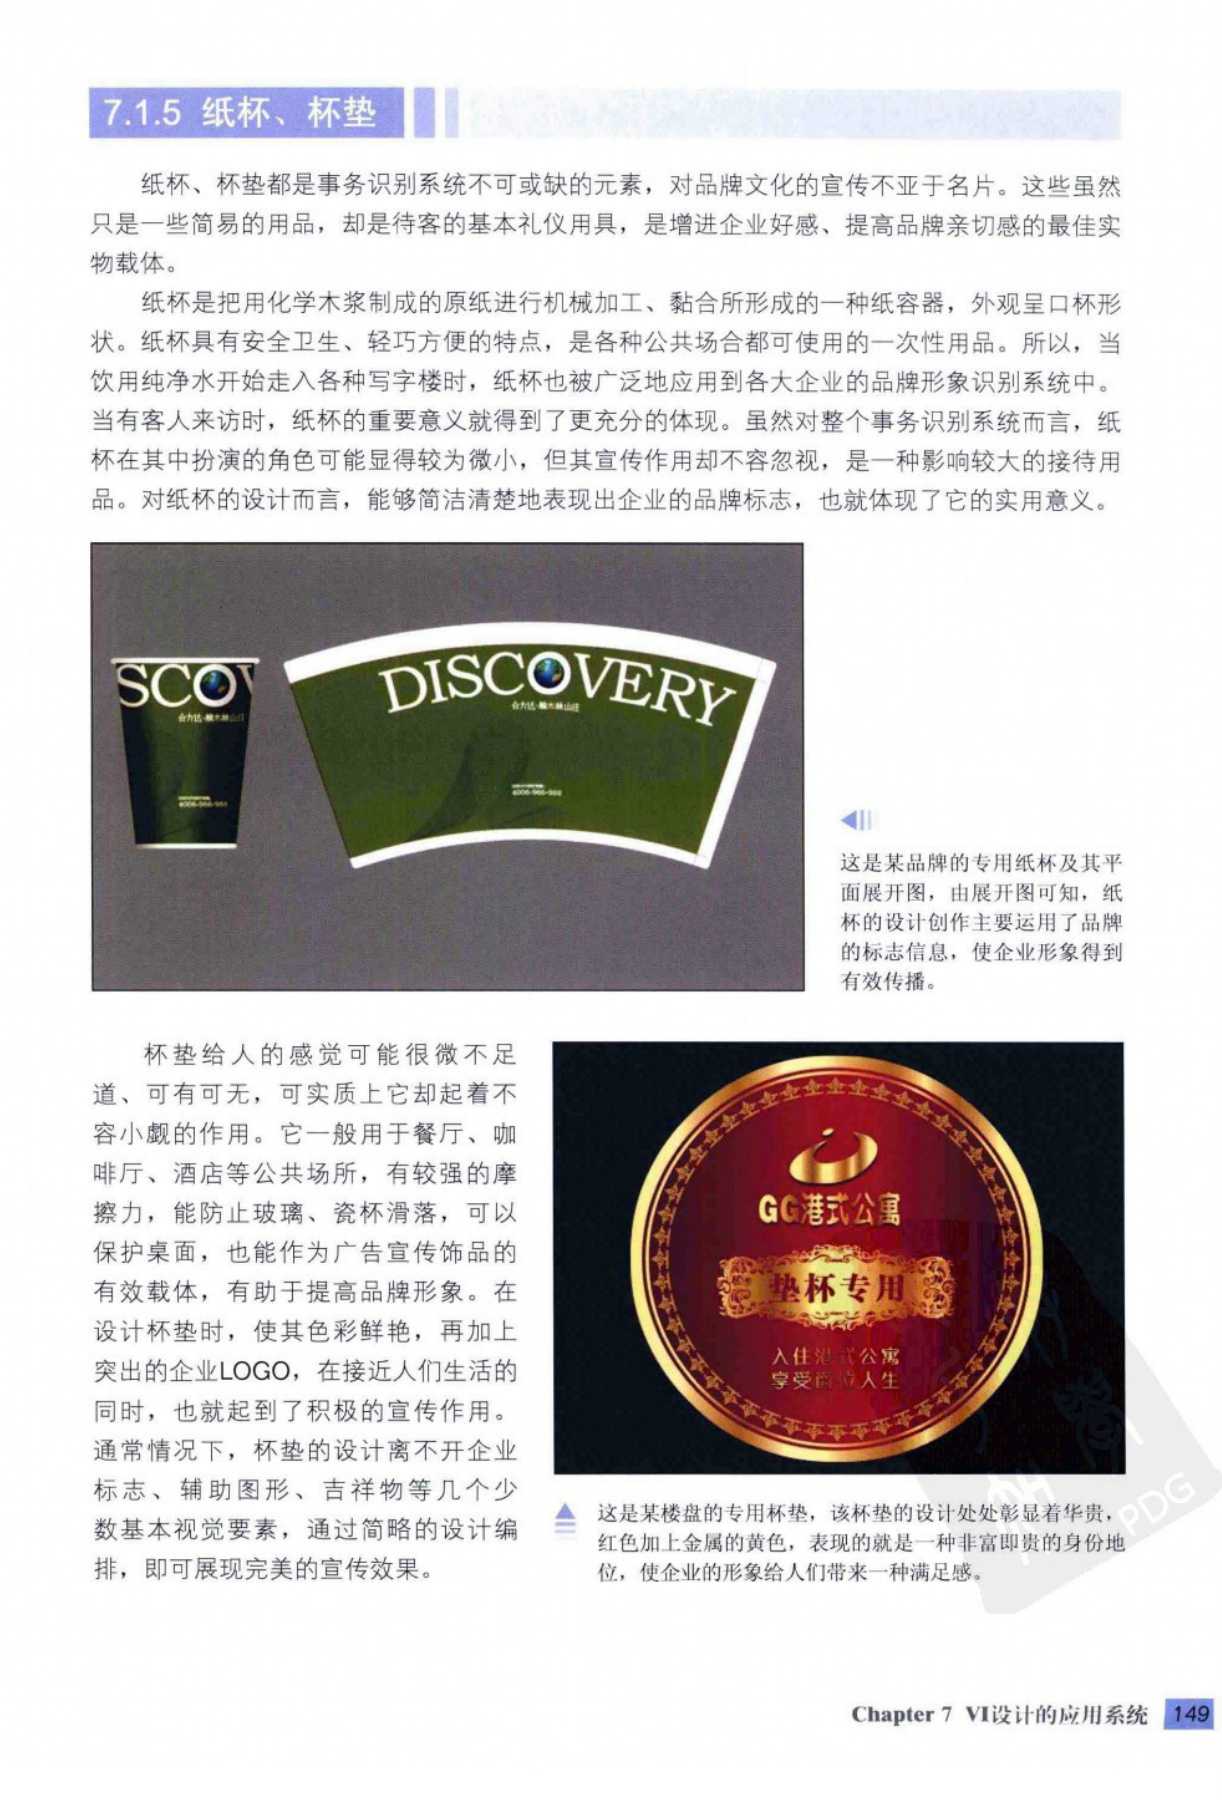 7.1.5 纸杯、杯垫
纸杯、杯垫都是事务识别系统不可或缺的元素，对品牌文化的宣传不亚于名片。这些虽然
只是一些简易的用品，却是待客的基本礼仪用具，是增进企业好感、提高品牌亲切感的最佳实
物载体。
纸杯是把用化学木浆制成的原纸进行机械加工、黏合所形成的一种纸容器，外观呈口杯形
状。纸杯具有安全卫生、轻巧方便的特点，是各种公共场合都可使用的一次性用品。所以，当
饮用纯净水开始走入各种写字楼时，纸杯也被广泛地应用到各大企业的品牌形象识别系统中。
当有客人来访时，纸杯的重要意义就得到了更充分的体现。虽然对整个事务识别系统而言，纸
杯在其中扮演的角色可能显得较为微小，但其宣传作用却不容忽视，是一种影响较大的接待用
品。对纸杯的设计而言，能够简洁清楚地表现出企业的品牌标志，也就体现了它的实用意义。
SCOV
DISCOVERY
这是某品牌的专用纸杯及其平
面展开图，由展开图可知，纸
杯的设计创作主要运用了品牌
的标志信息，使企业形象得到
有效传播。
杯垫给人的感觉可能很微不足
道、可有可无，可实质上它却起着不
容小觑的作用。它一般用于餐厅、咖
啡厅、酒店等公共场所，有较强的摩
擦力，能防止玻璃、瓷杯滑落，可以
保护桌面，也能作为广告宣传饰品的
有效载体，有助于提高品牌形象。在
设计杯垫时，使其色彩鲜艳，再加上
突出的企业LOGO，在接近人们生活的
同时，也就起到了积极的宣传作用。
通常情况下，杯垫的设计离不开企业
标志、辅助图形、吉祥物等几个少
数基本视觉要素，通过简略的设计编
排，即可展现完美的宣传效果。
GG港式公寓
垫杯专用
入住港式公寓
享受 人生
这是某楼盘的专用杯垫，该杯垫的设计处处彰显着华贵，
红色加上金属的黄色，表现的就是一种非富即贵的身份地
位，使企业的形象给人们带来一种满足感。
PDG
Chapter 7 VI设计的应用系统 149